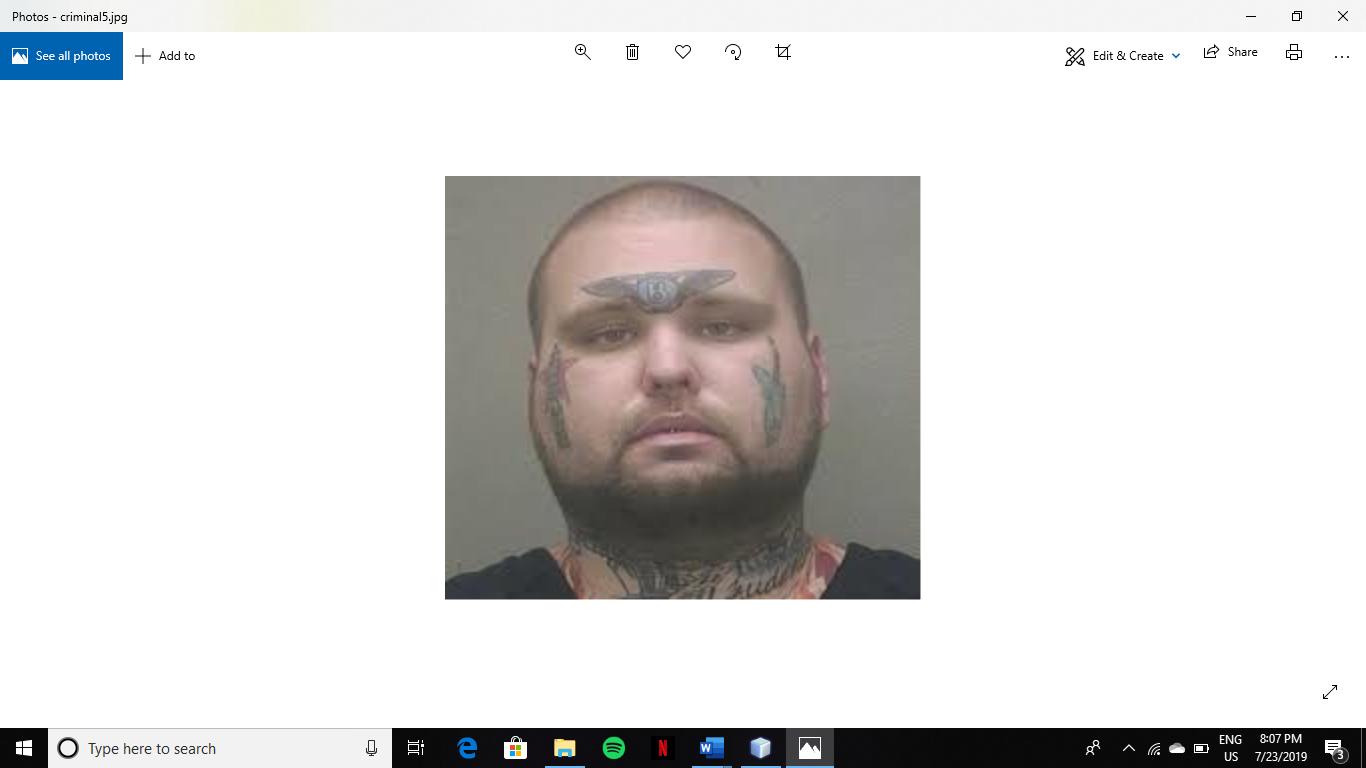 Photos - criminal5.jpg
See all photos
Add to
Edit & Create
Share
Type here to search
ENG
US
8:07 PM
7/23/2019
3